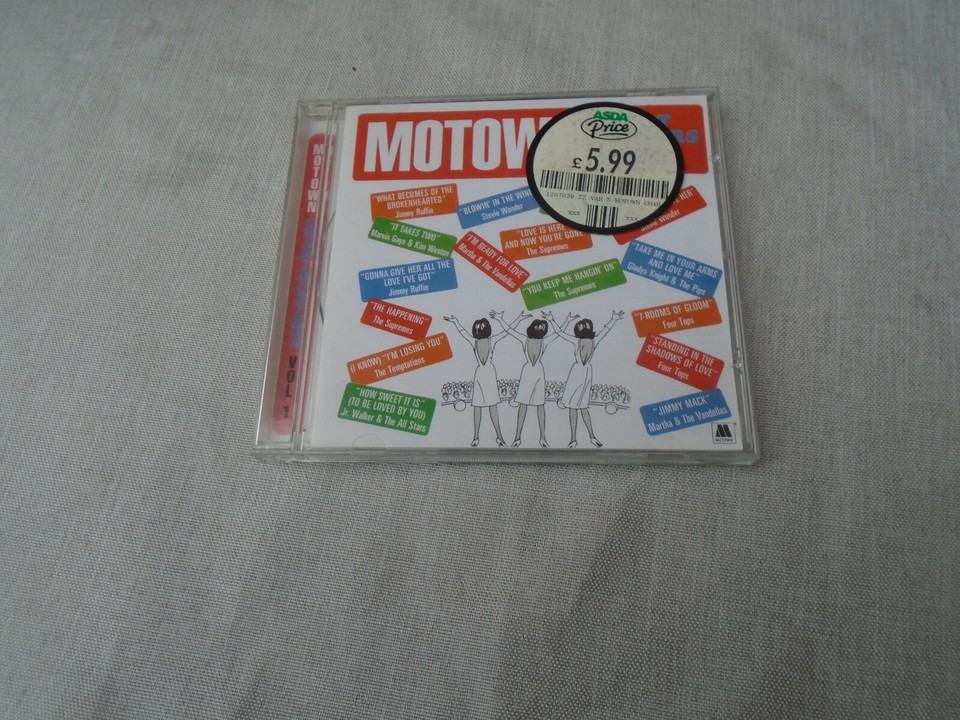 MOTOWN
VOL 1
MOTOWN
ASDA
Price
£5.99
"WHAT BECOMES OF THE
BROKENHEARTED"
Jimmy Ruffin
"BLOWIN' IN THE WIND
Stevie Wonder
HER"
Wonder
"IT TAKES TWO"
Marvin Gaye & Kim Weston
"I'M READY FOR LOVE"
Martha & The Vandellas
"LOVE IS HERE
AND NOW YOU'RE GONE"
The Supremes
"TAKE ME IN YOUR ARMS
AND LOVE ME"
Gladys Knight & The Pips
"GONNA GIVE HER ALL THE
LOVE I'VE GOT"
Jimmy Ruffin
"YOU KEEP ME HANGIN' ON"
The Supremes
"THE HAPPENING"
The Supremes
"7-ROOMS OF GLOOM"
Four Tops
(I KNOW) "I'M LOSING YOU"
The Temptations
"STANDING IN THE
SHADOWS OF LOVE"
Four Tops
"HOW SWEET IT IS"
(TO BE LOVED BY YOU)
Jr. Walker & The All Stars
"JIMMY MACK"
Martha & The Vandellas
M
MOTOWN